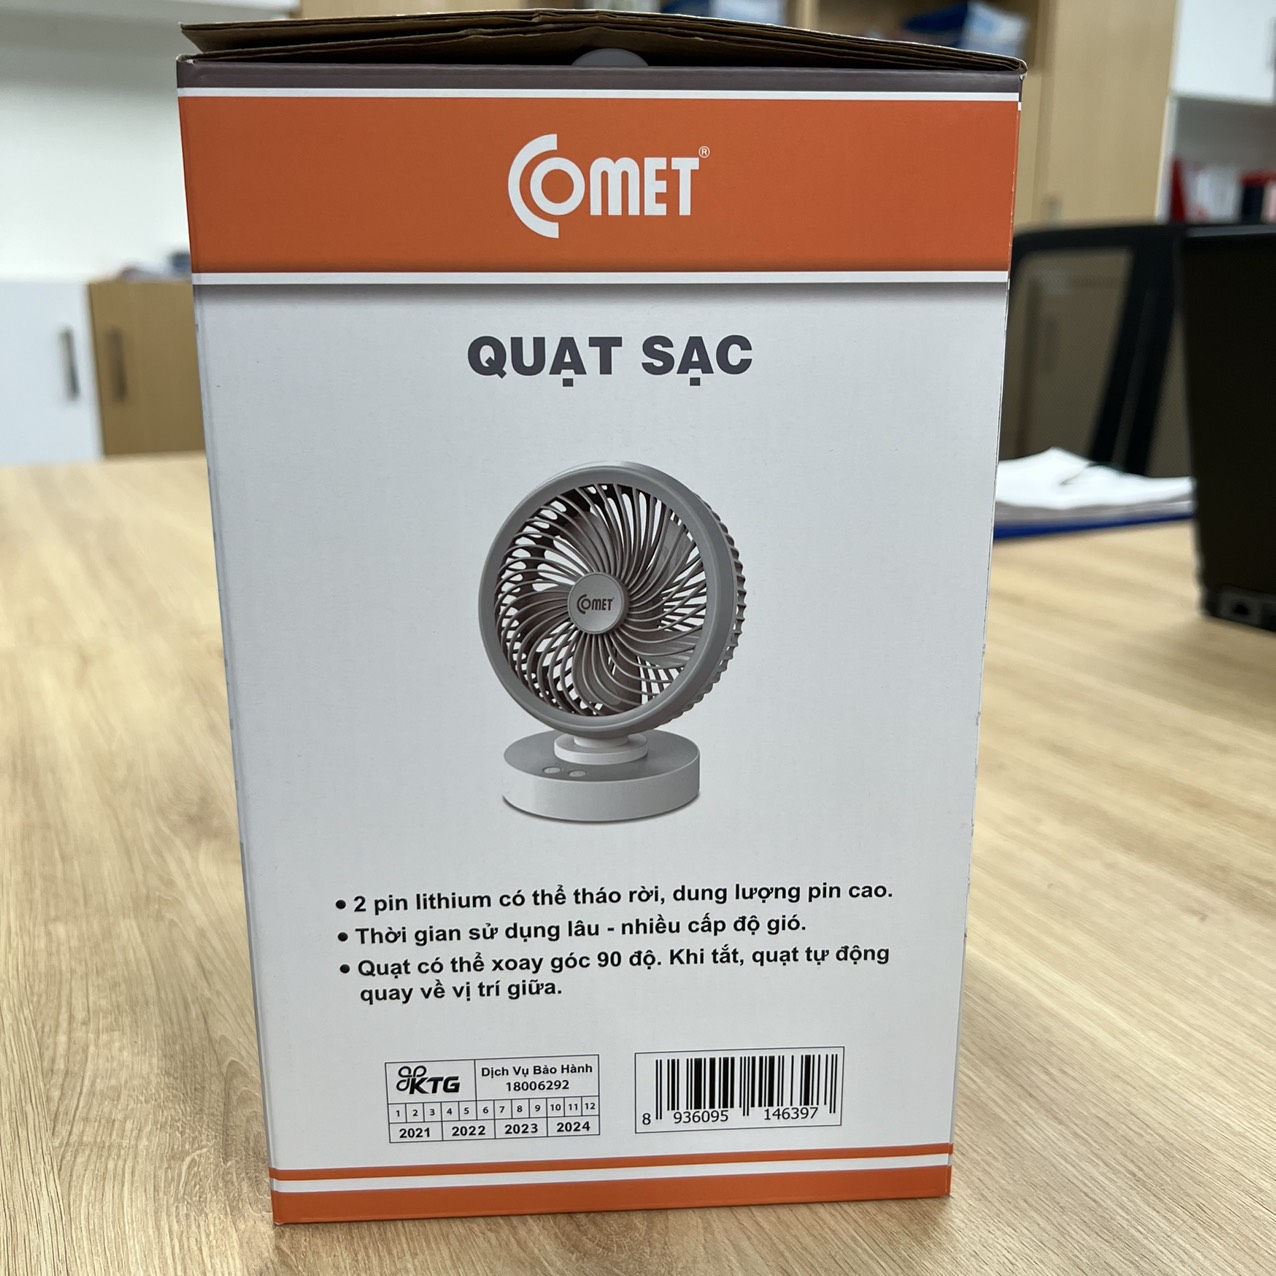 COMET®
QUẠT SẠC
COMET
• 2 pin lithium có thể tháo rời, dung lượng pin cao.
• Thời gian sử dụng lâu - nhiều cấp độ gió.
• Quạt có thể xoay góc 90 độ. Khi tắt, quạt tự động
quay về vị trí giữa.
KTG
Dịch Vụ Bảo Hành
18006292
1 2 3 4 5 6 7 8 9 10 11 12
2021 2022 2023 2024
8 936095 146397